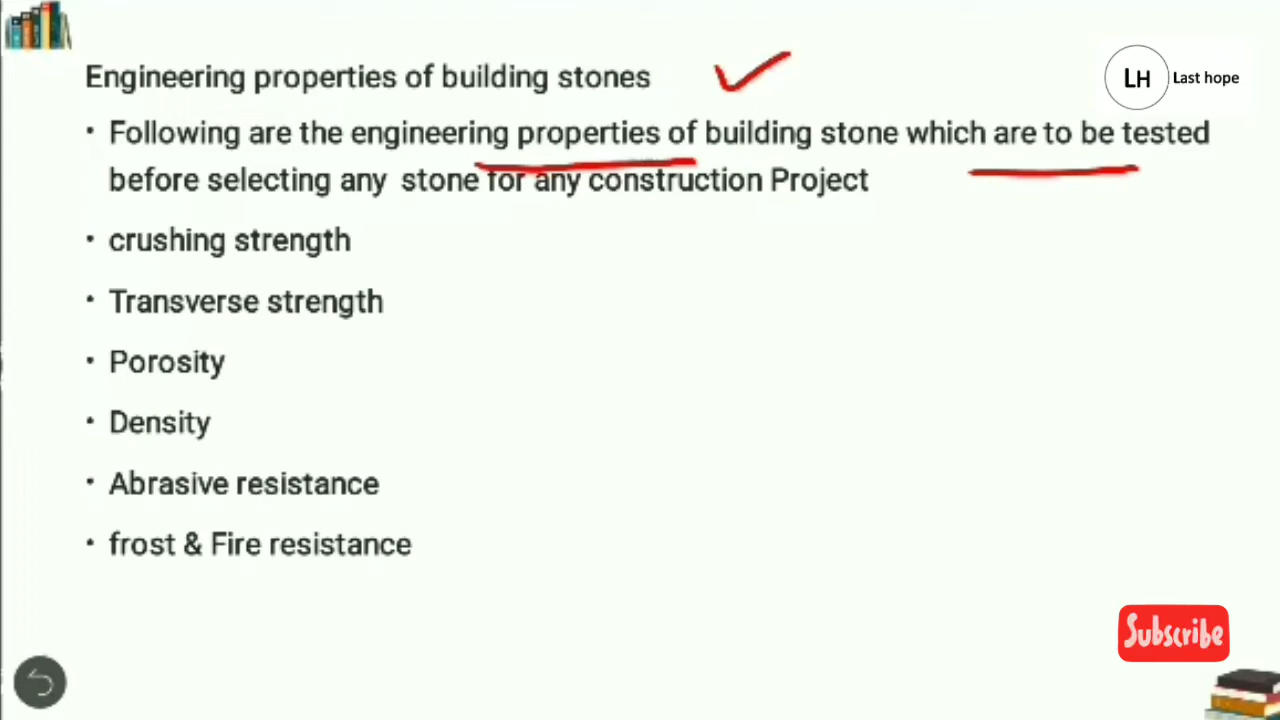 Engineering properties of building stones
LH Last hope
• Following are the engineering properties of building stone which are to be tested
before selecting any stone for any construction Project
• crushing strength
• Transverse strength
• Porosity
• Density
• Abrasive resistance
• frost & Fire resistance
Subscribe